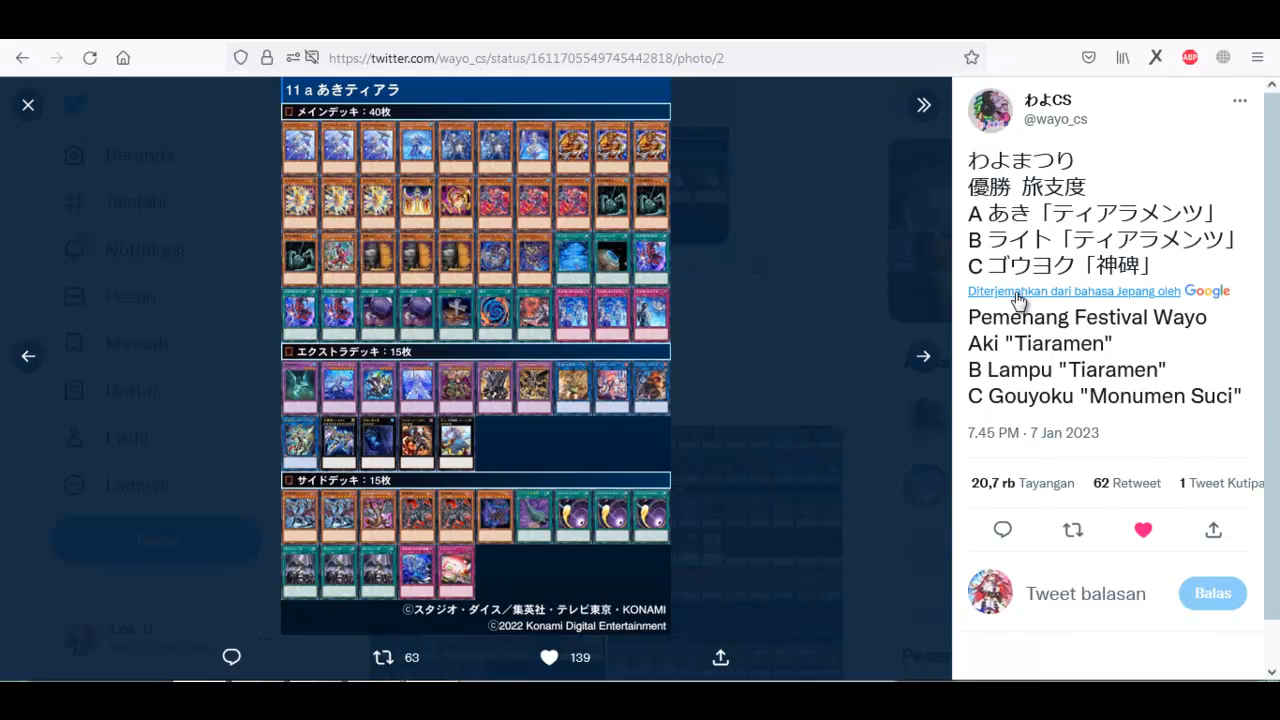 https://twitter.com/wayo_cs/status/1611705549745442818/photo/2
ABP
11 a あきティアラ
メインデッキ：40枚
エクストラデッキ：15枚
サイドデッキ：15枚
©スタジオ・ダイス／集英社・テレビ東京・KONAMI
©2022 Konami Digital Entertainment
63
139
わよCS
@wayo_cs
わよまつり
優勝 旅支度
A あき「ティアラメンツ」
B ライト「ティアラメンツ」
C ゴウヨク「神碑」
Diterjemahkan dari bahasa Jepang oleh Google
Pemenang Festival Wayo
Aki "Tiaramen"
B Lampu "Tiaramen"
C Gouyoku "Monumen Suci"
7.45 PM · 7 Jan 2023
20,7 rb Tayangan 62 Retweet 1 Tweet Kutipa
Tweet balasan Balas
Beranda
Jelajahi
Notifikasi
Pesan